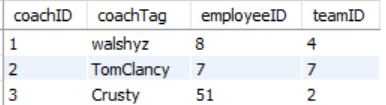 coachID coachTag employeeID teamID
1 walshyz 8 4
2 TomClancy 7 7
3 Crusty 51 2